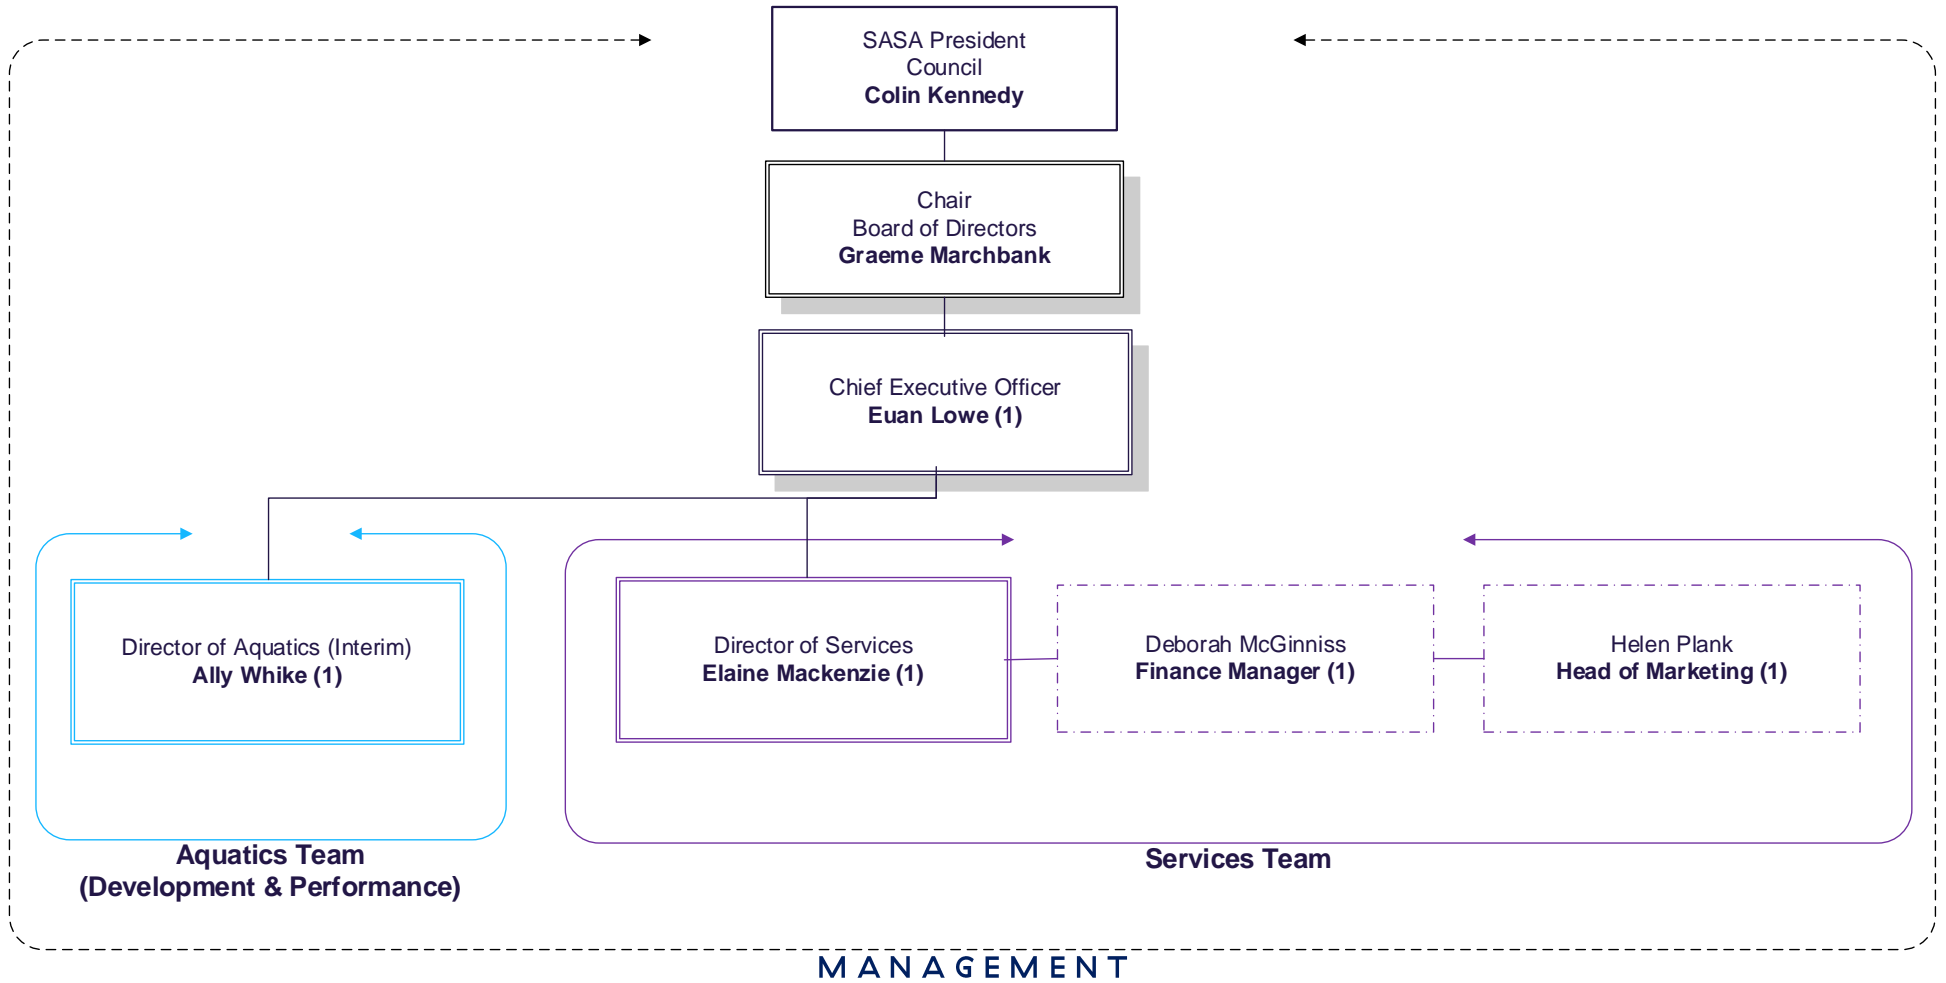 SASA President
Council
Colin Kennedy
Chair
Board of Directors
Graeme Marchbank
Chief Executive Officer
Euan Lowe (1)
Director of Aquatics (Interim)
Ally Whike (1)
Director of Services
Elaine Mackenzie (1)
Deborah McGinniss
Finance Manager (1)
Helen Plank
Head of Marketing (1)
Aquatics Team
(Development & Performance)
Services Team
MANAGEMENT